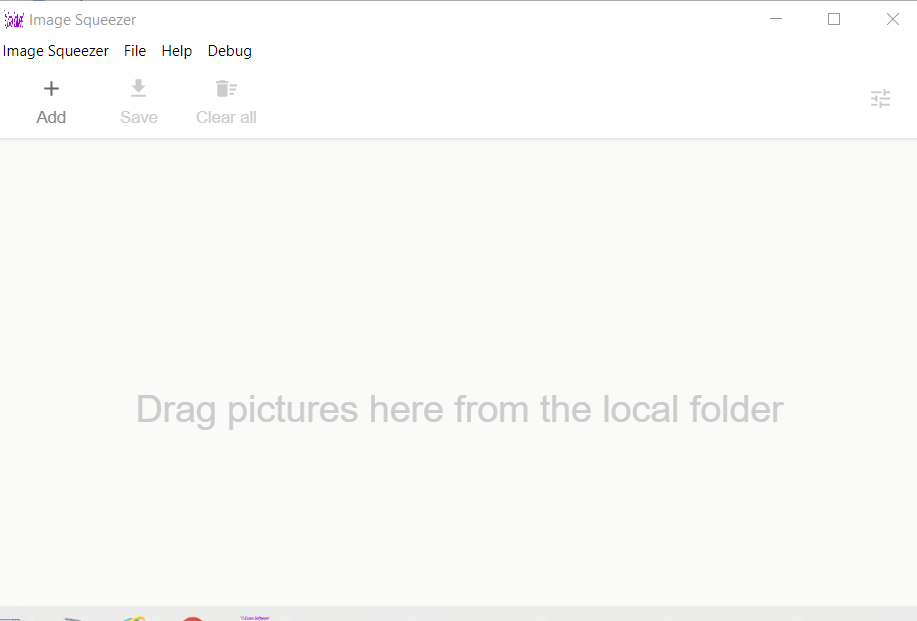 Image Squeezer
Image Squeezer File Help Debug
Add Save Clear all
Drag pictures here from the local folder